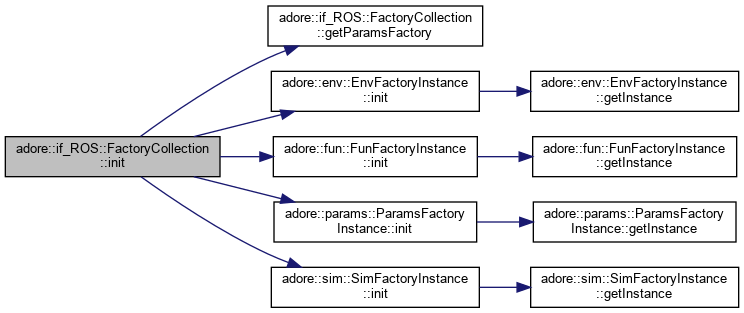 adore::if_ROS::FactoryCollection
::getParamsFactory
adore::env::EnvFactoryInstance
::init
adore::env::EnvFactoryInstance
::getInstance
adore::if_ROS::FactoryCollection
::init
adore::fun::FunFactoryInstance
::init
adore::fun::FunFactoryInstance
::getInstance
adore::params::ParamsFactory
Instance::init
adore::params::ParamsFactory
Instance::getInstance
adore::sim::SimFactoryInstance
::init
adore::sim::SimFactoryInstance
::getInstance